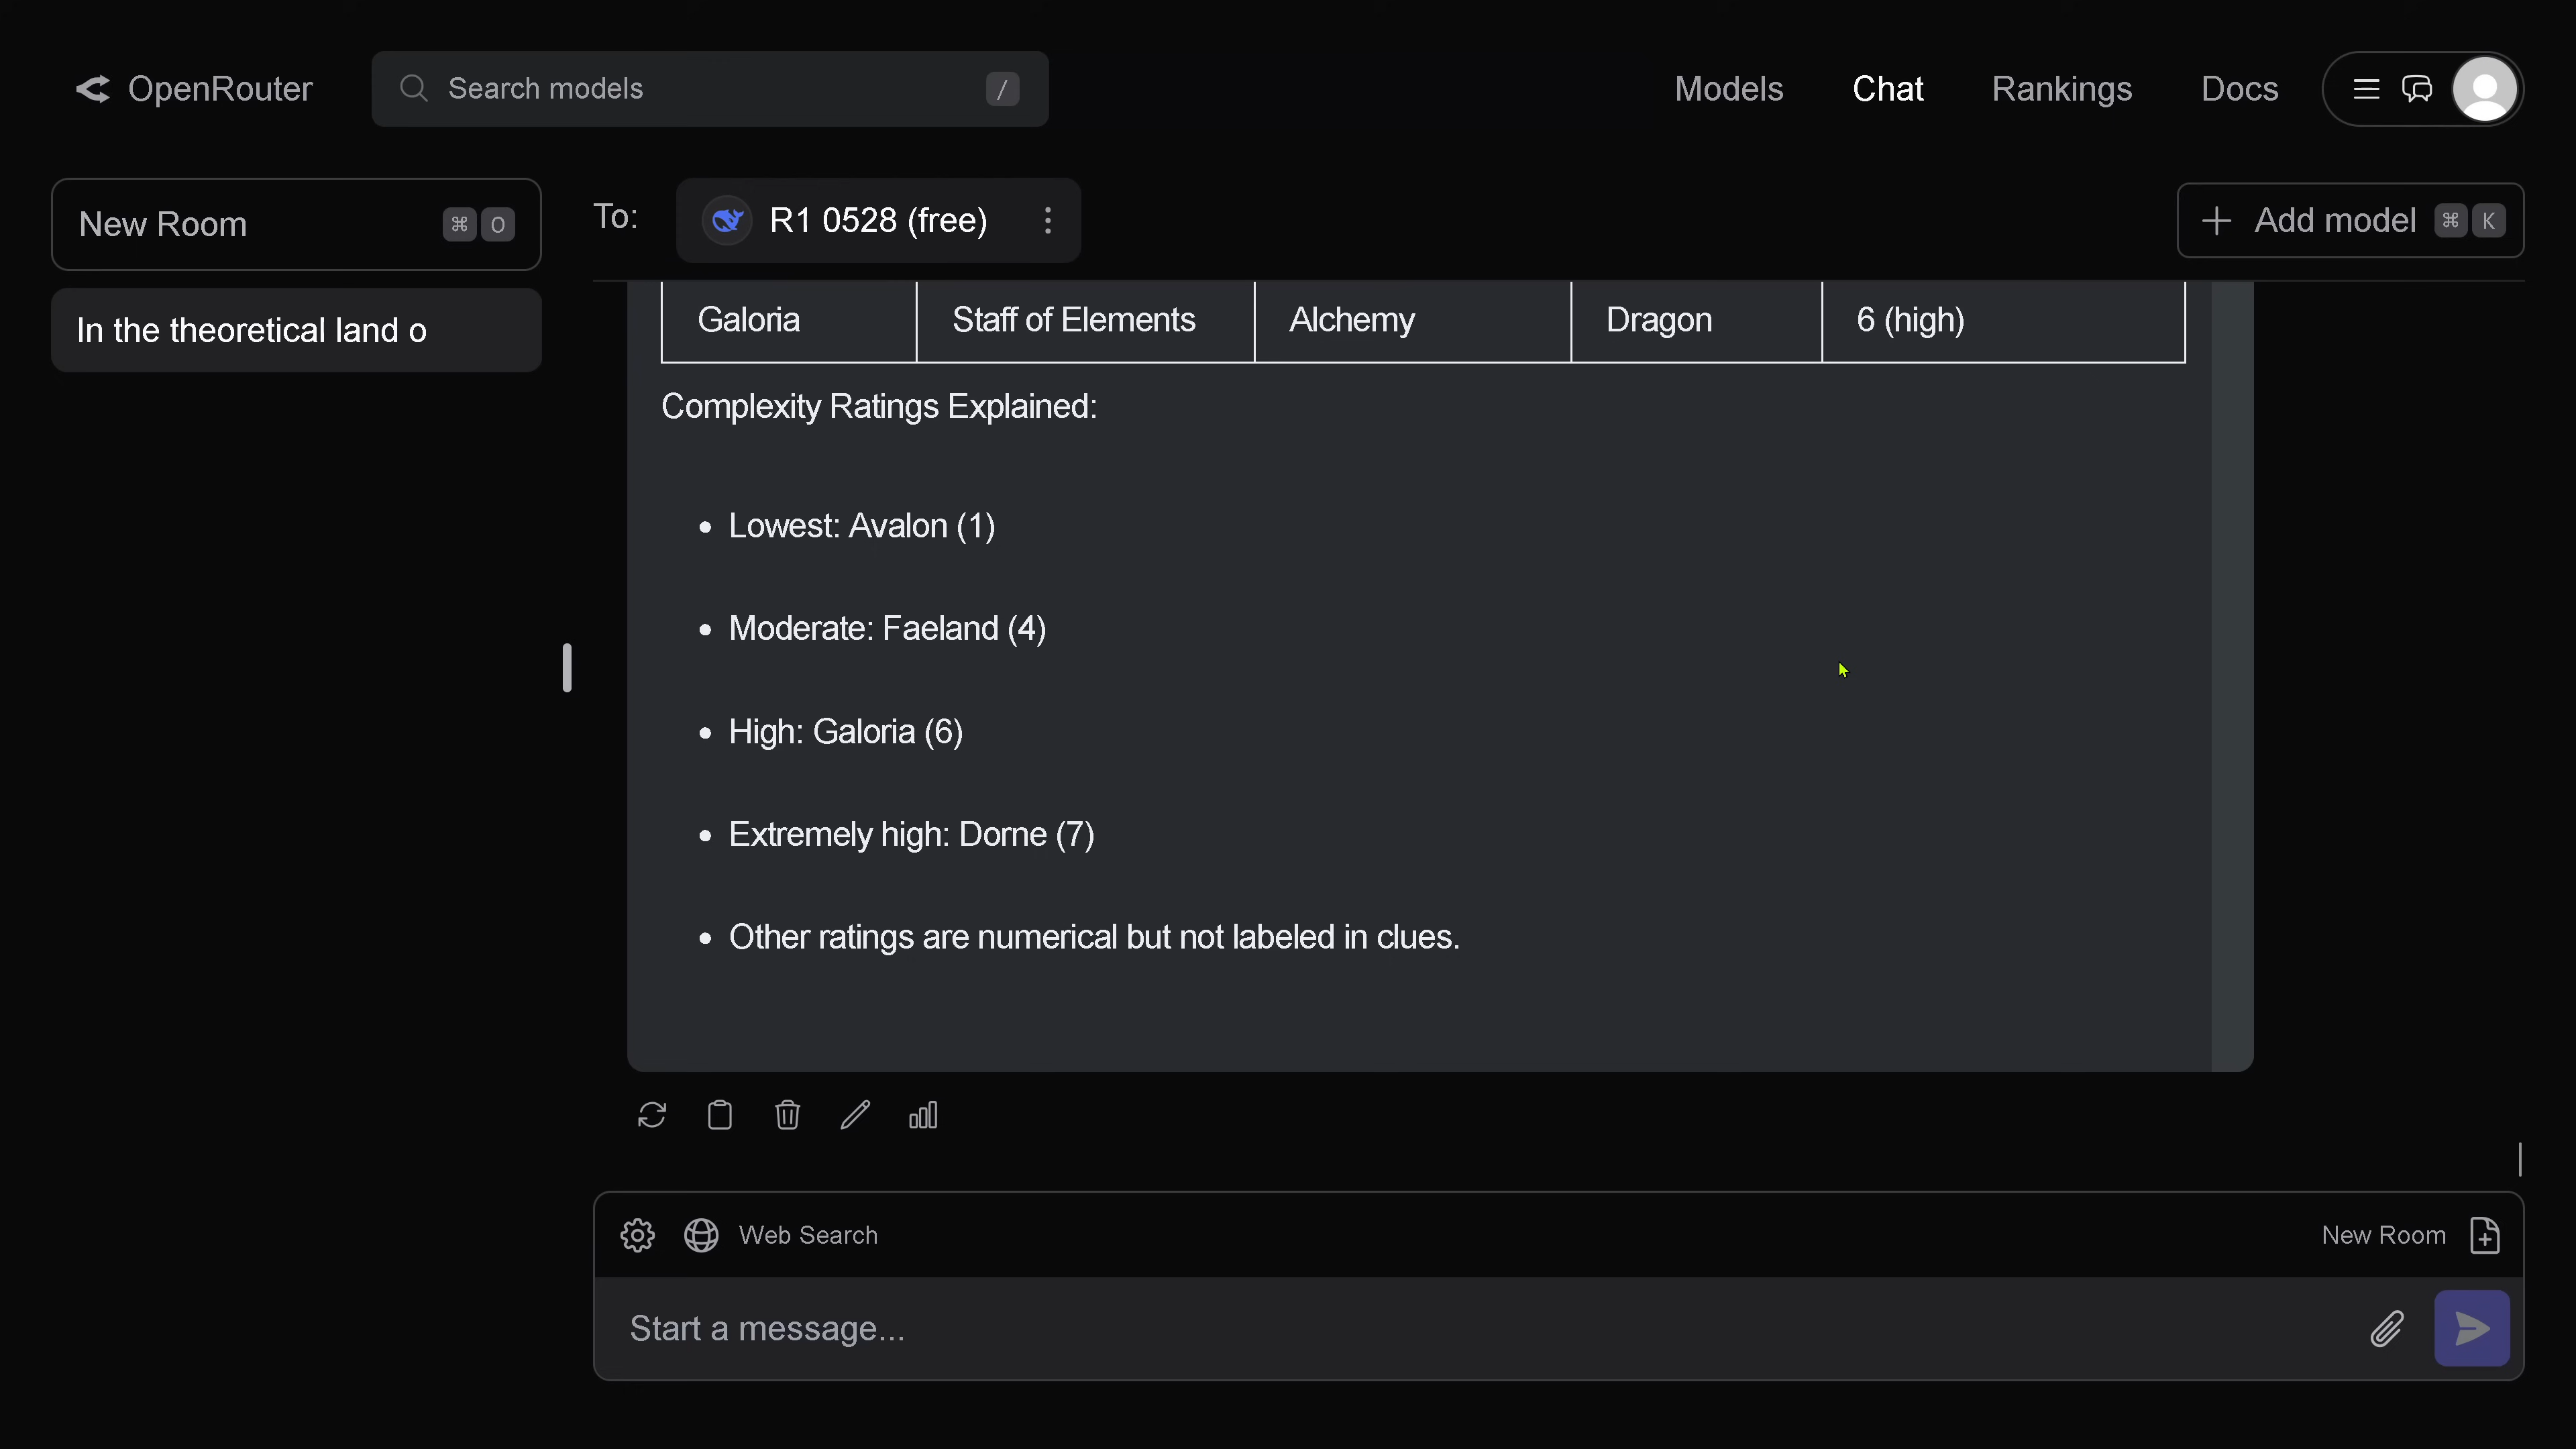 OpenRouter
Search models
/
Models
Chat
Rankings
Docs
New Room
⌘ O
To:
R1 0528 (free)
Add model
⌘ K
In the theoretical land o
Galoria Staff of Elements Alchemy Dragon 6 (high)
Complexity Ratings Explained:
• Lowest: Avalon (1)
• Moderate: Faeland (4)
• High: Galoria (6)
• Extremely high: Dorne (7)
• Other ratings are numerical but not labeled in clues.
Web Search
New Room
Start a message...